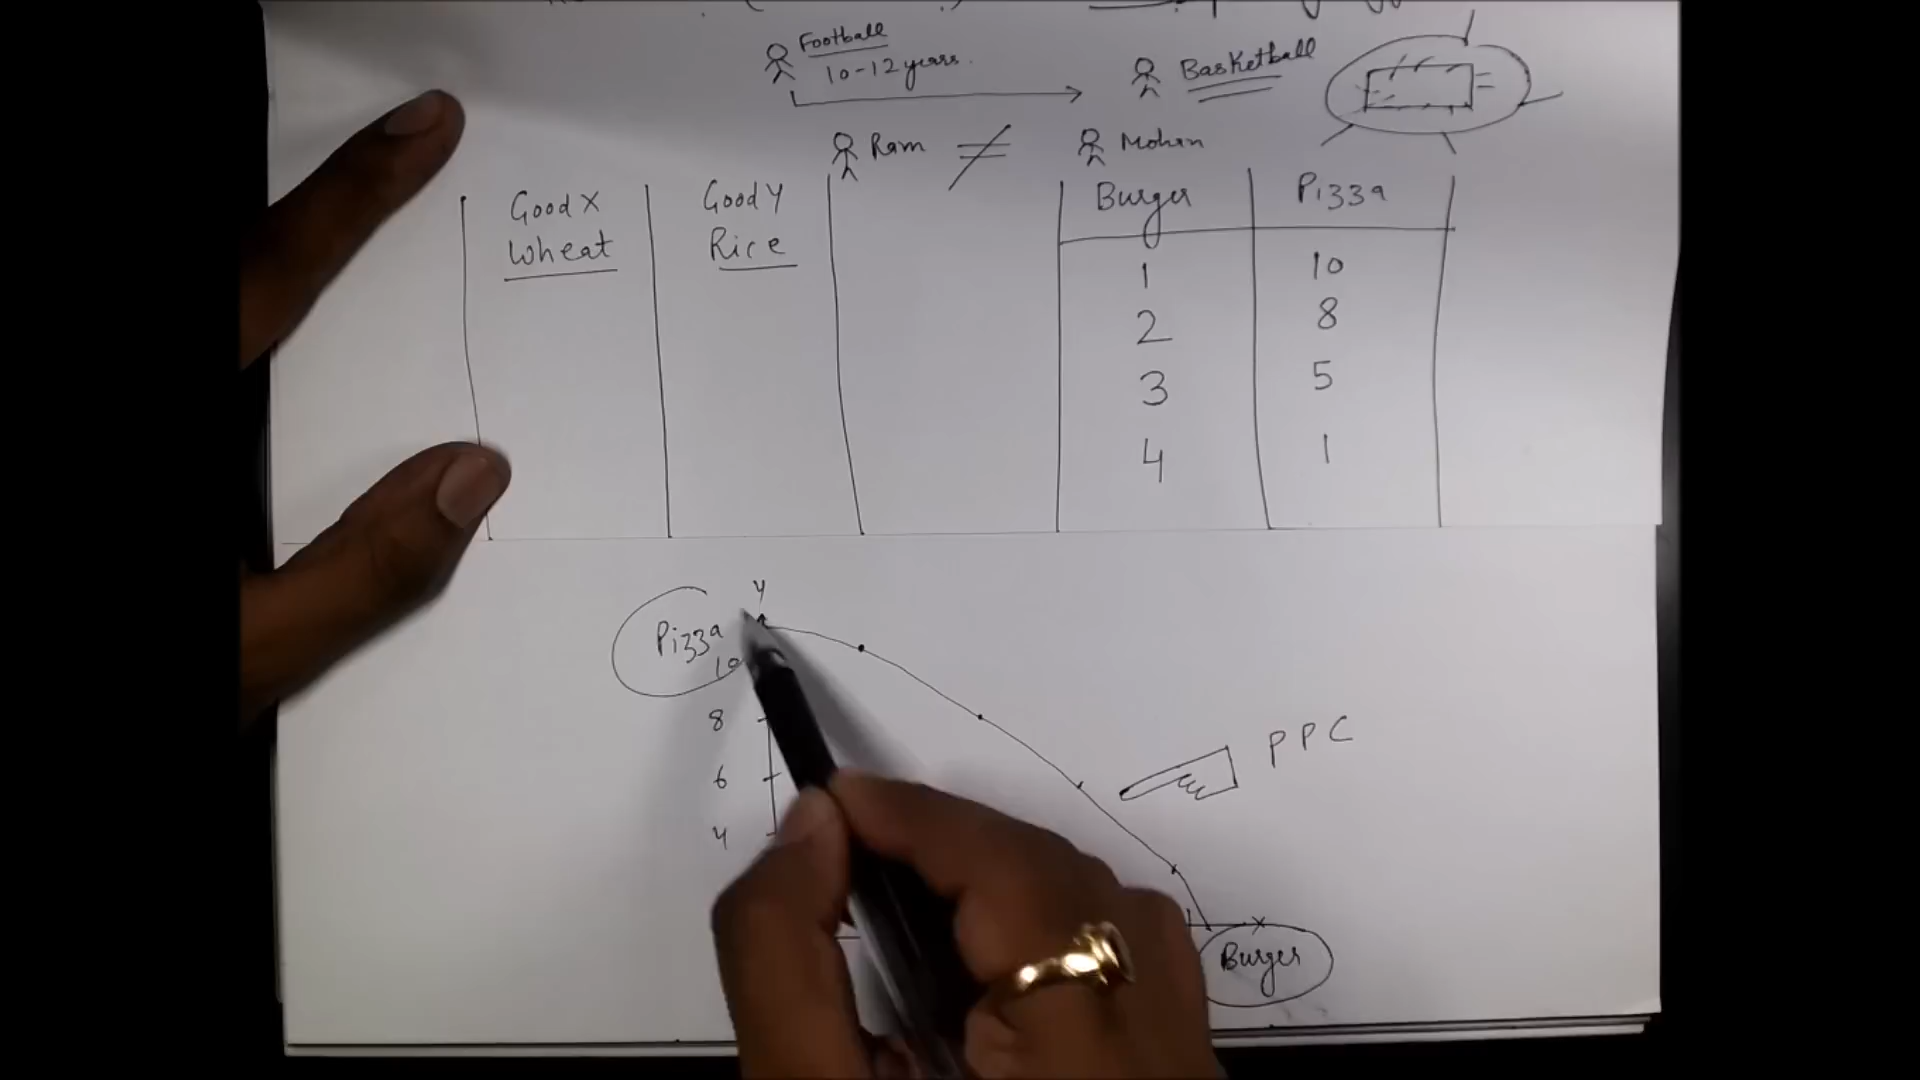 Football
10-12 years.
Basketball
Ram ≠ Mohan
Good X
Wheat
Good Y
Rice
Burger Pizza
1 10
2 8
3 5
4 1
y
Pizza
10
8
6
4
PPC
x
Burger